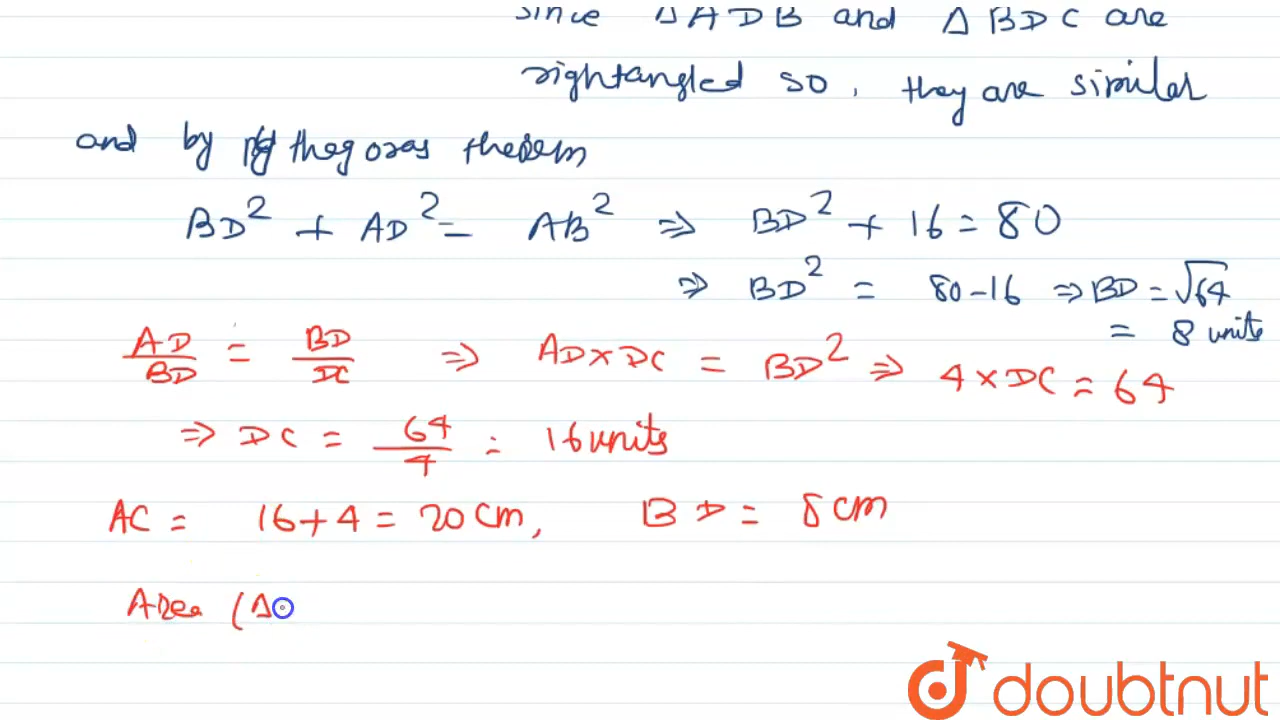 since Δ ADB and Δ BDC are
rightangled so, they are similar
and by pythagoras theorem
BD² + AD² = AB² ⇒ BD² + 16 = 80
⇒ BD² = 80-16 ⇒ BD = √64
= 8 units
AD/BD = BD/DC ⇒ AD×DC = BD² ⇒ 4×DC = 64
⇒ DC = 64/4 = 16 units
AC = 16+4 = 20 cm, BD = 8 cm
Area (Δ
doubtnut